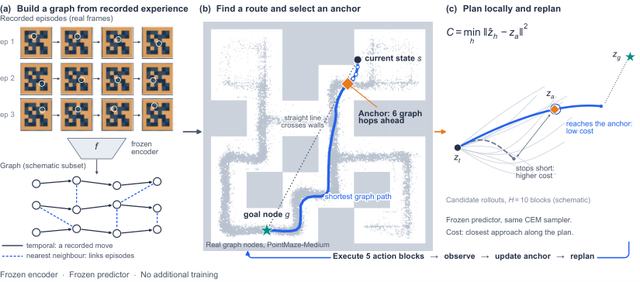 (a) Build a graph from recorded experience
Recorded episodes (real frames)
ep 1
ep 2
ep 3
f
frozen
encoder
Graph (schematic subset)
temporal: a recorded move
nearest neighbour: links episodes
Frozen encoder · Frozen predictor · No additional training
(b) Find a route and select an anchor
current state s
Anchor: 6 graph
hops ahead
straight line
crosses walls
shortest graph path
goal node g
Real graph nodes, PointMaze-Medium
(c) Plan locally and replan
C = min ‖ẑₕ − zₐ‖²
h
z_g
zₐ
reaches the anchor:
low cost
z_t
stops short:
higher cost
Candidate rollouts, H = 10 blocks (schematic)
Frozen predictor, same CEM sampler.
Cost: closest approach along the plan.
Execute 5 action blocks → observe → update anchor → replan